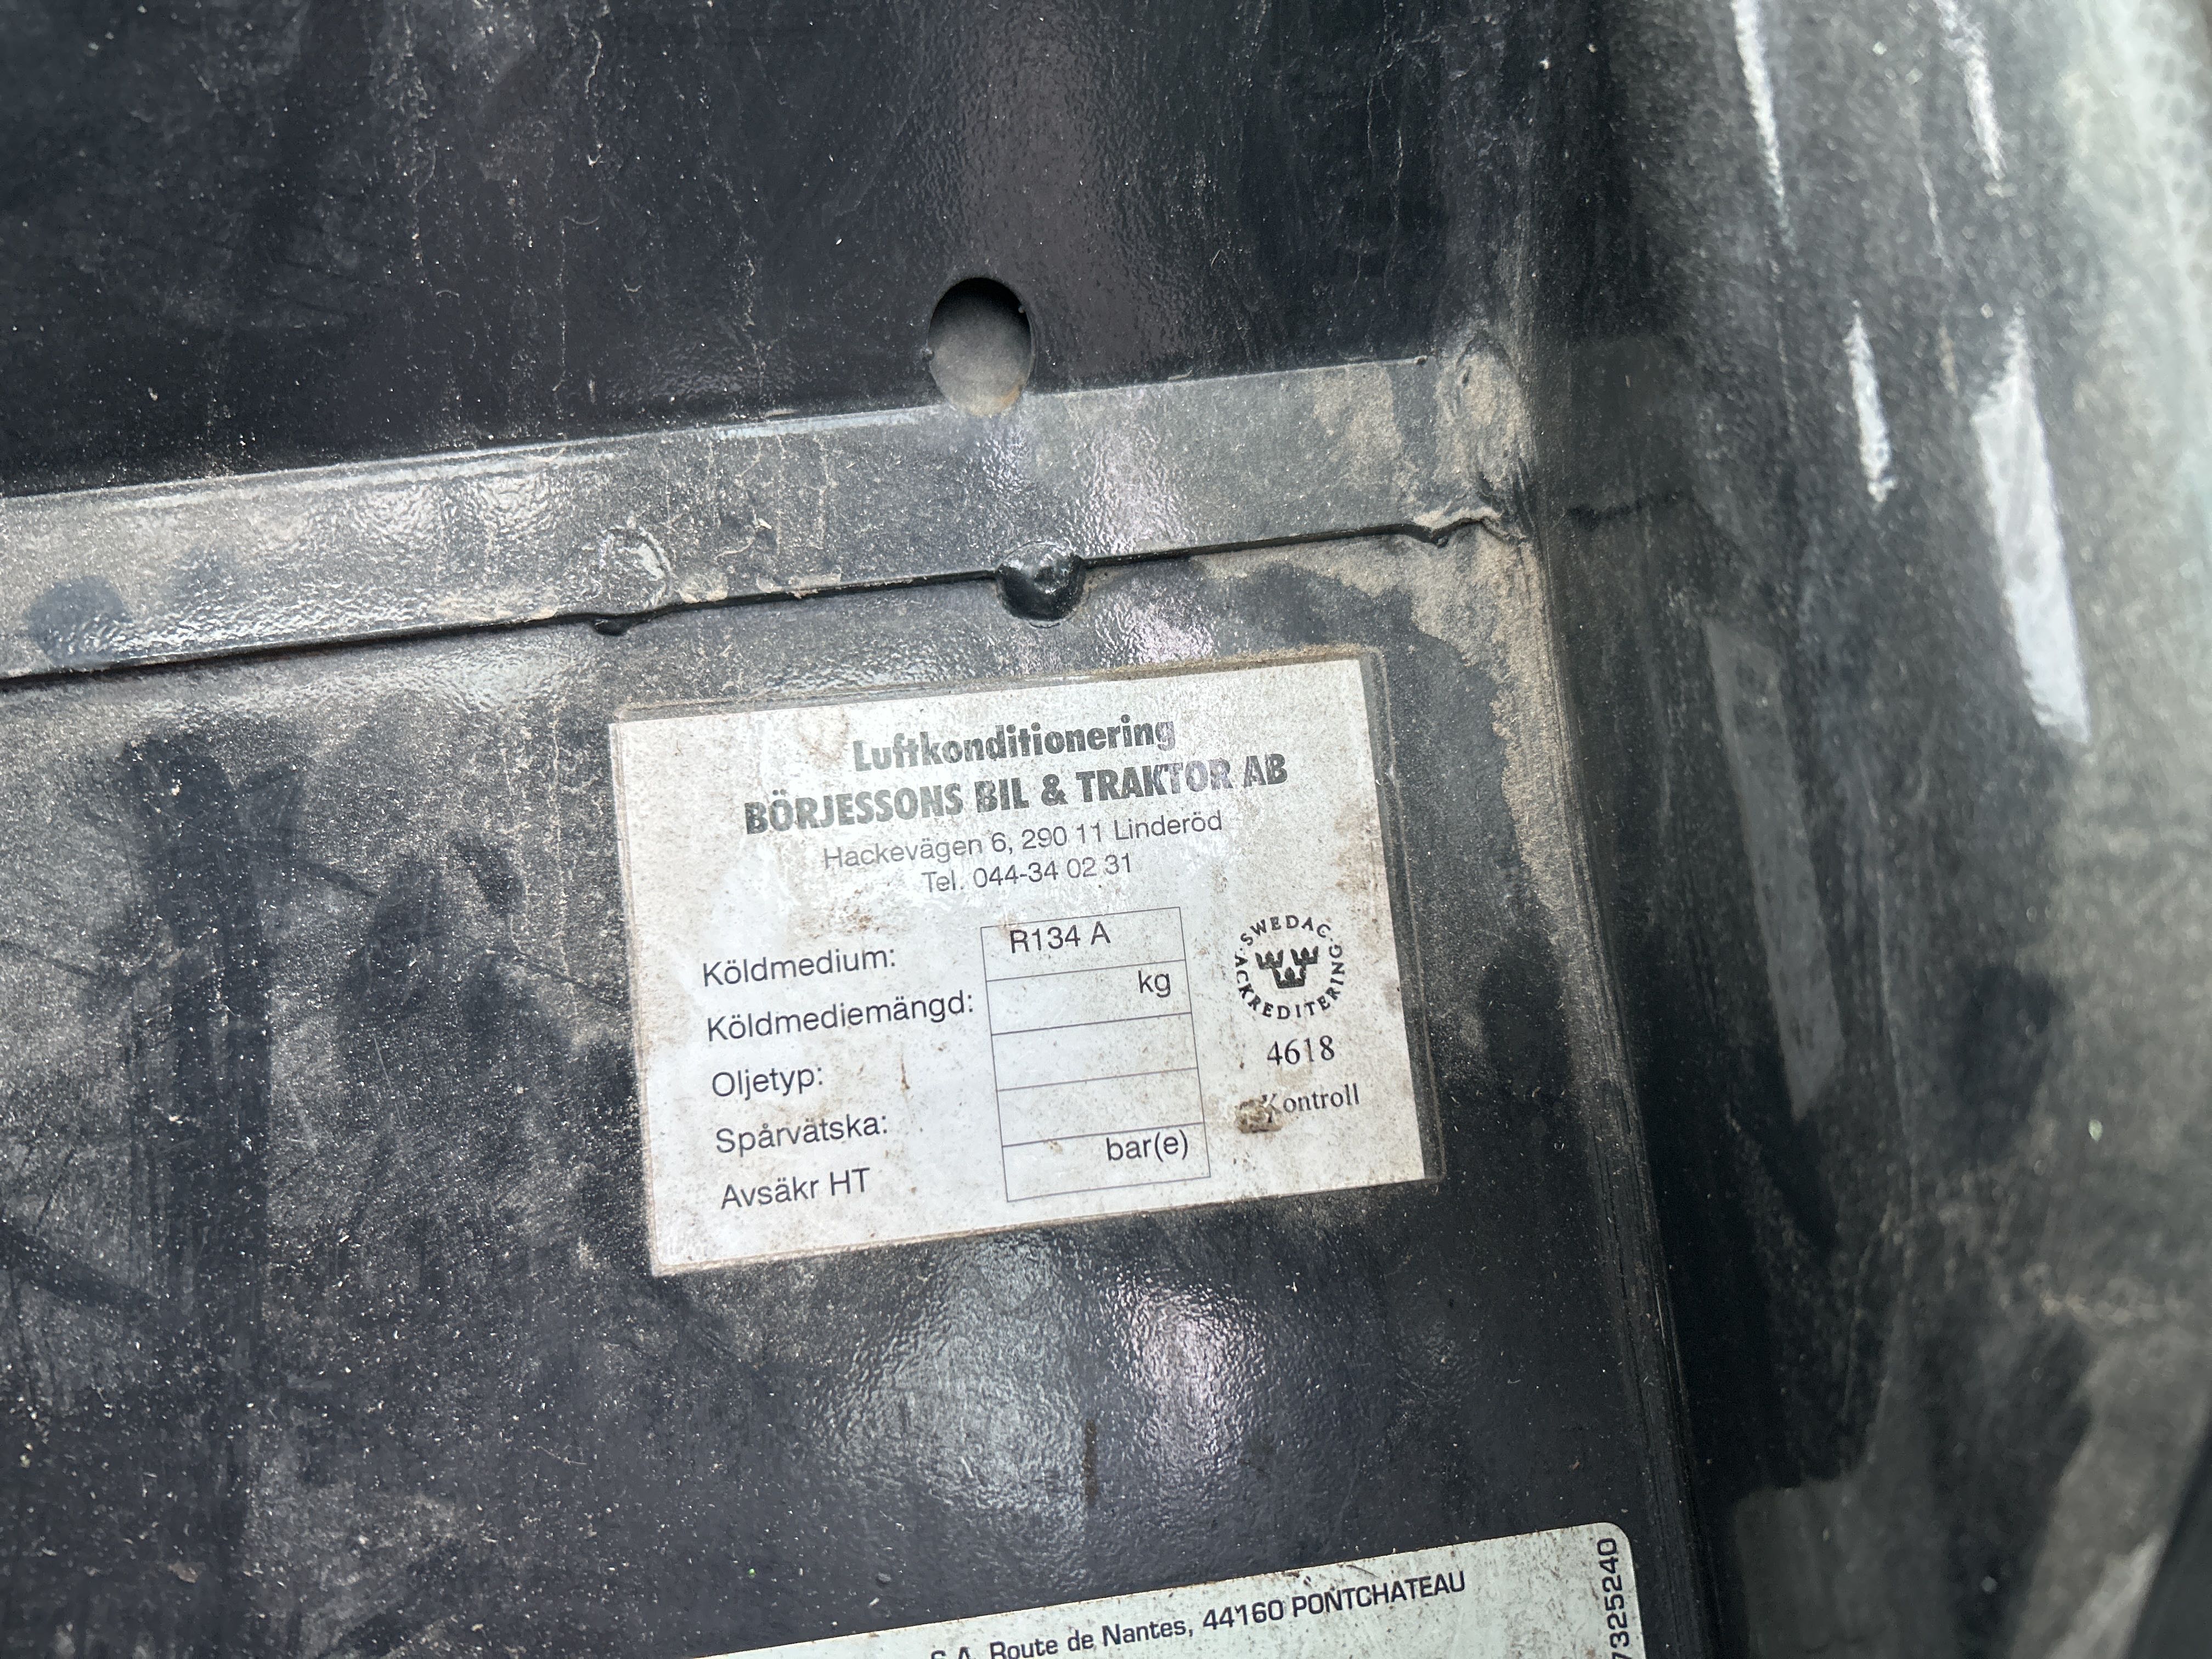 Luftkonditionering
BÖRJESSONS BIL & TRAKTOR AB
Hackevägen 6, 290 11 Linderöd
Tel. 044-34 02 31
Köldmedium: R134 A
Köldmediemängd: kg
Oljetyp:
Spårvätska:
Avsäkr HT bar(e)
SWEDAC
ACKREDITERING
4618
Kontroll
S.A. Route de Nantes, 44160 PONTCHATEAU
7325240